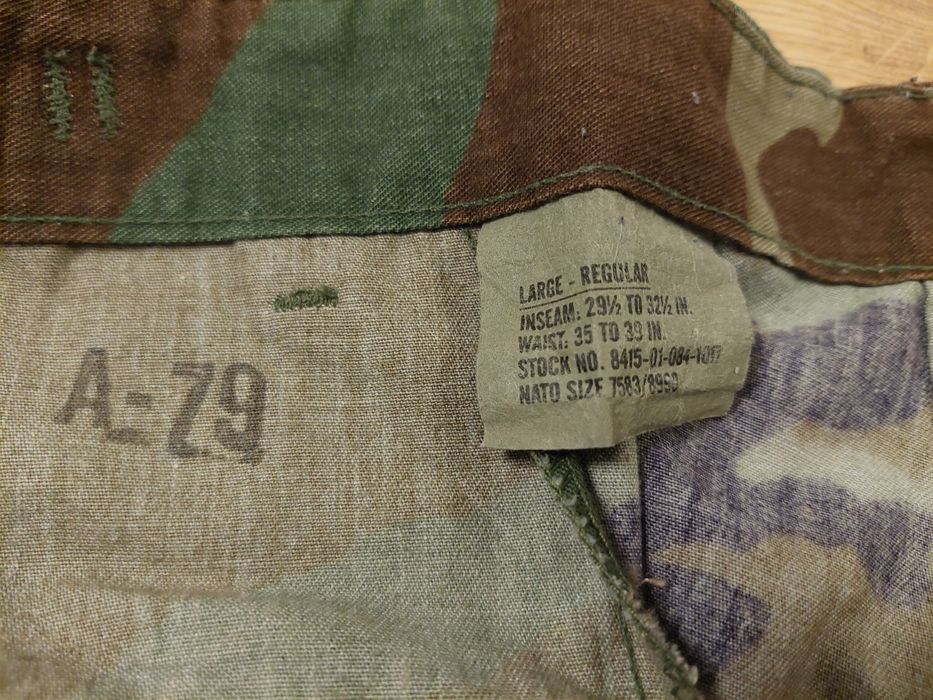 LARGE - REGULAR
INSEAM: 29½ TO 32½ IN.
WAIST: 35 TO 39 IN.
STOCK NO. 8415-01-084-1017
NATO SIZE 7583/8999
A-79